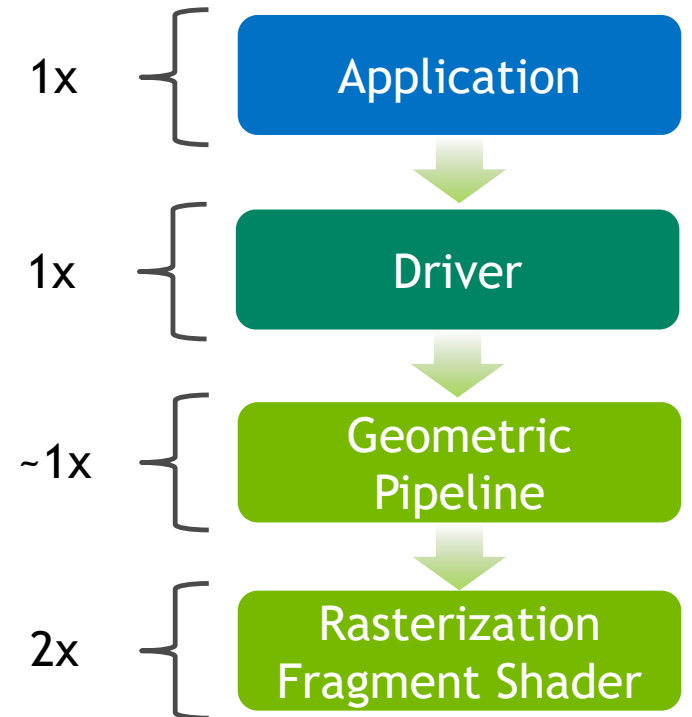 1x
Application
1x
Driver
~1x
Geometric
Pipeline
2x
Rasterization
Fragment Shader